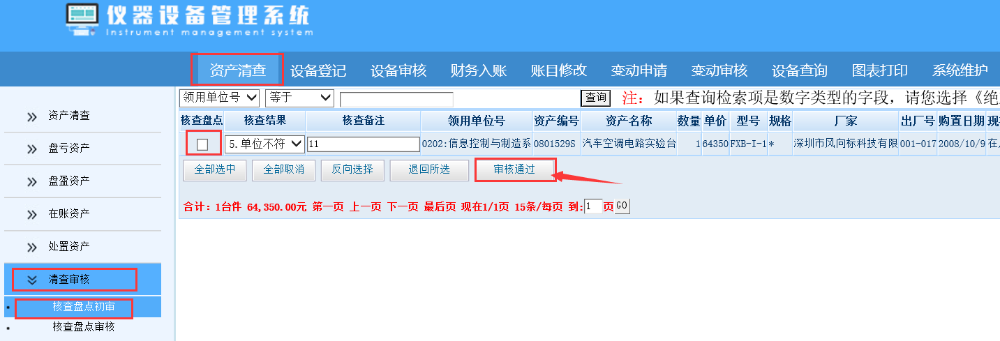 仪器设备管理系统
Instrument management system
资产清查 设备登记 设备审核 财务入账 账目修改 变动申请 变动审核 设备查询 图表打印 系统维护
领用单位号 等于 查询 注: 如果查询检索项是数字类型的字段，请您选择《绝
核查盘点 核查结果 核查备注 领用单位号 资产编号 资产名称 数量 单价 型号 规格 厂家 出厂号 购置日期 现
5.单位不符 11 0202:信息控制与制造系 0801529S 汽车空调电路实验台 1 64350 FXB-I-1 * 深圳市风向标科技有限 001-017 2008/10/9 在
全部选中 全部取消 反向选择 退回所选 审核通过
合计: 1台件 64,350.00元 第一页 上一页 下一页 最后页 现在1/1页 15条/每页 到: 1 页 GO
资产清查
盘亏资产
盘盈资产
在账资产
处置资产
清查审核
核查盘点初审
核查盘点审核